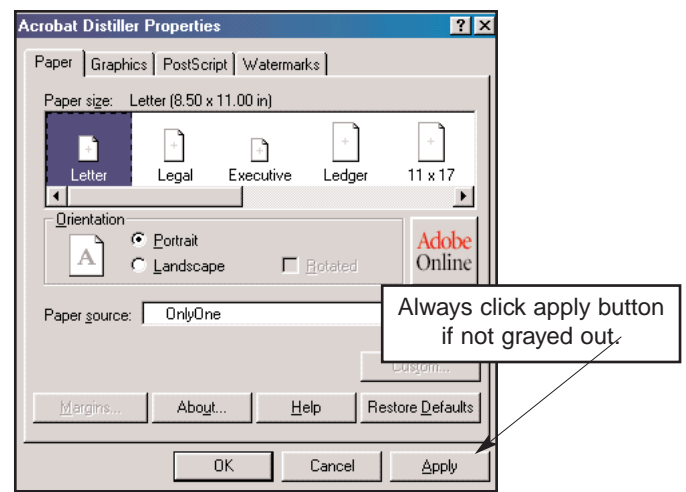 Acrobat Distiller Properties
Paper Graphics PostScript Watermarks
Paper size: Letter (8.50 x 11.00 in)
Letter Legal Executive Ledger 11 x 17
Orientation
Portrait
Landscape Rotated
A
Adobe
Online
Paper source: OnlyOne
Always click apply button
if not grayed out.
Custom...
Margins... About... Help Restore Defaults
OK Cancel Apply